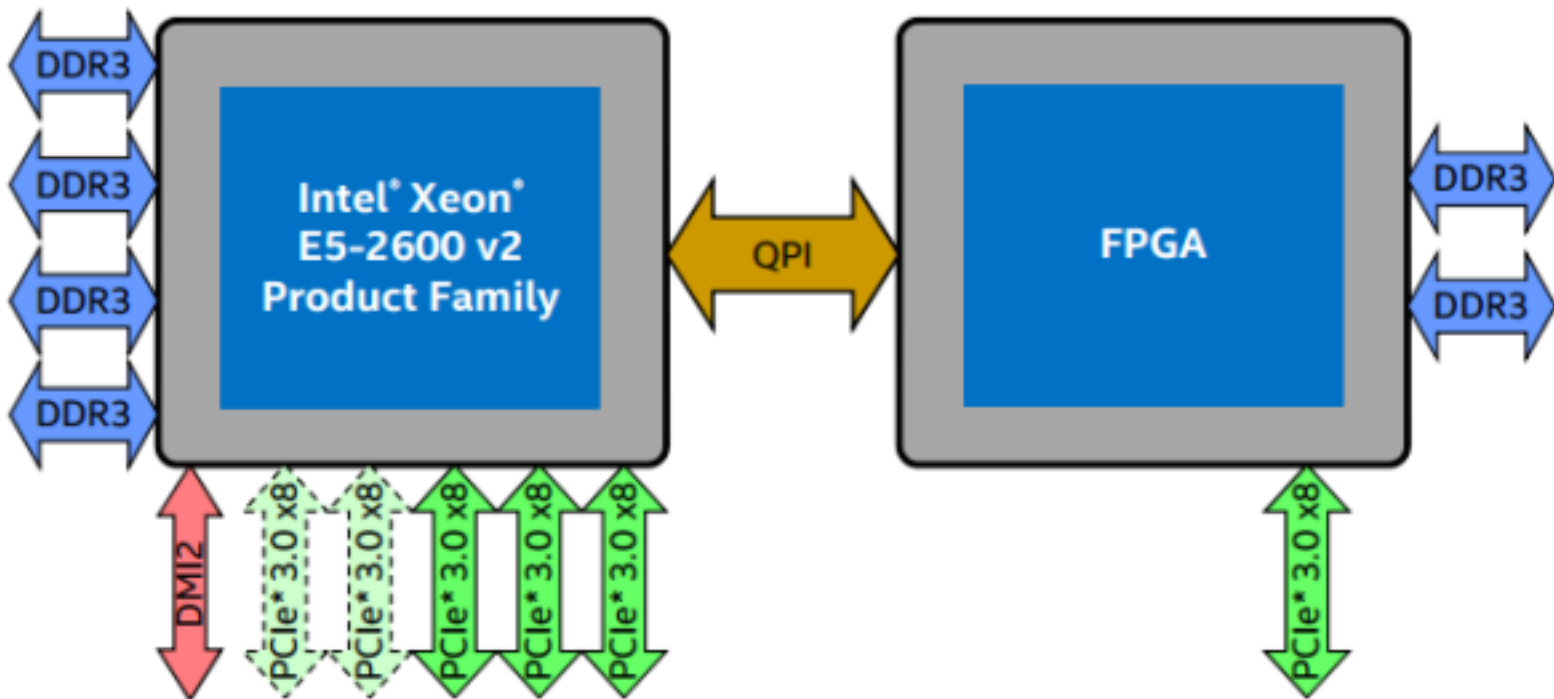 DDR3
DDR3
DDR3
DDR3
Intel® Xeon®
E5-2600 v2
Product Family
QPI
FPGA
DDR3
DDR3
DMI2
PCIe* 3.0 x8
PCIe* 3.0 x8
PCIe* 3.0 x8
PCIe* 3.0 x8
PCIe* 3.0 x8
PCIe* 3.0 x8